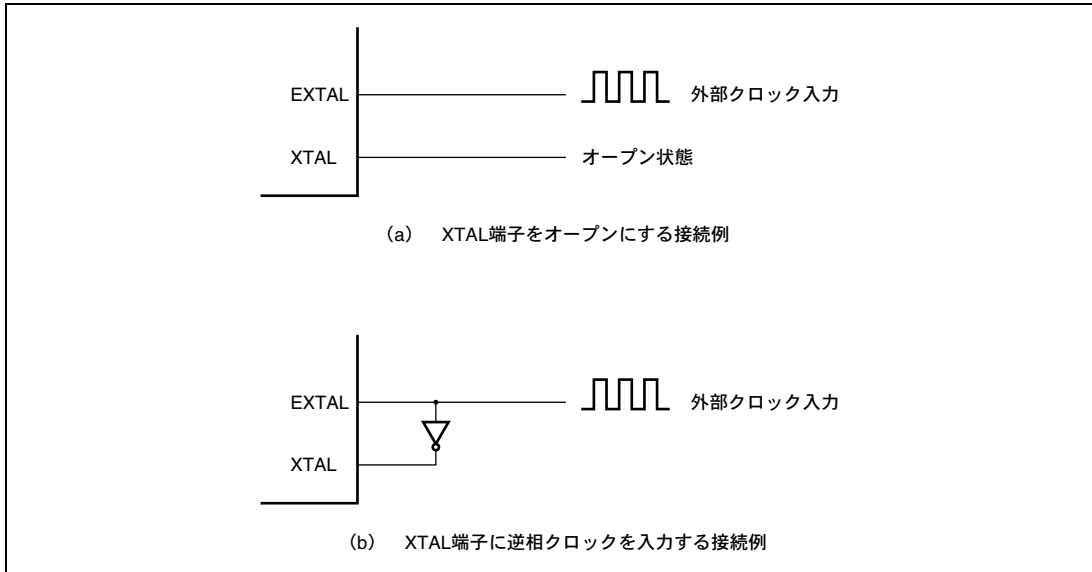 EXTAL 外部クロック入力
XTAL オープン状態
(a) XTAL端子をオープンにする接続例
EXTAL 外部クロック入力
XTAL
(b) XTAL端子に逆相クロックを入力する接続例